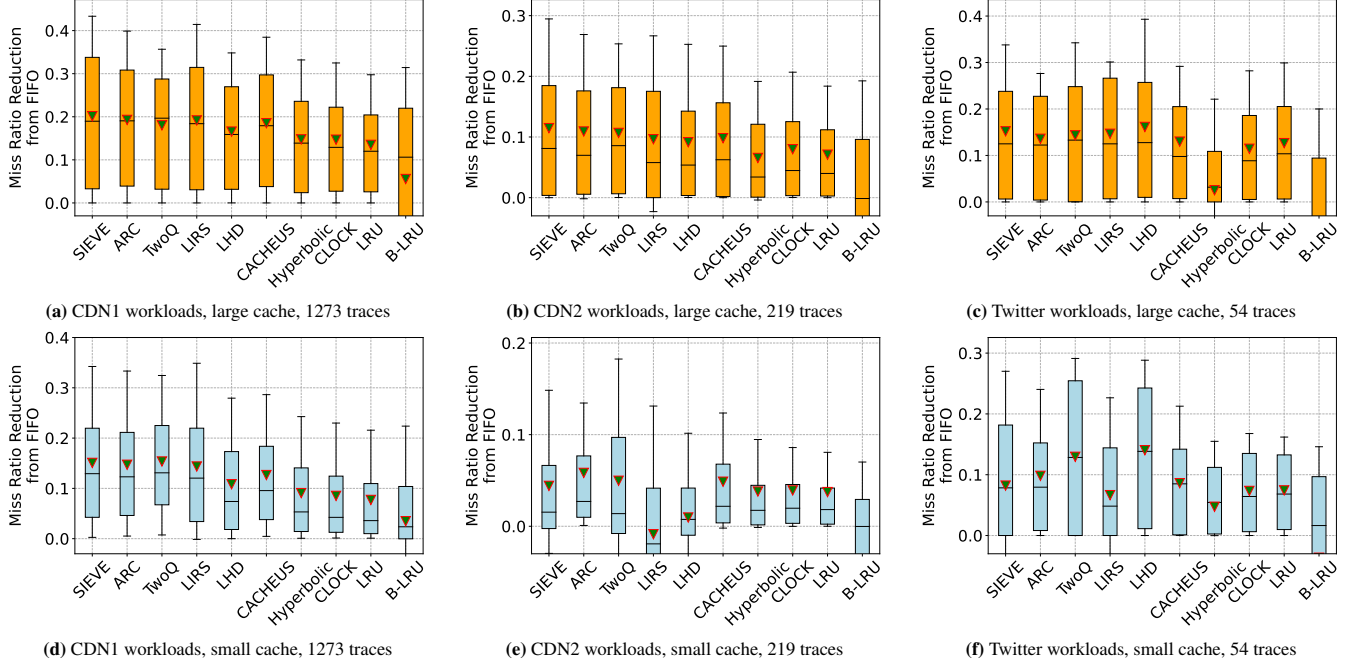 Miss Ratio Reduction
from FIFO
0.4
0.3
0.2
0.1
0.0
SIEVE
ARC
TwoQ
LIRS
LHD
CACHEUS
Hyperbolic
CLOCK
LRU
B-LRU
(a) CDN1 workloads, large cache, 1273 traces
Miss Ratio Reduction
from FIFO
0.3
0.2
0.1
0.0
SIEVE
ARC
TwoQ
LIRS
LHD
CACHEUS
Hyperbolic
CLOCK
LRU
B-LRU
(b) CDN2 workloads, large cache, 219 traces
Miss Ratio Reduction
from FIFO
0.4
0.3
0.2
0.1
0.0
SIEVE
ARC
TwoQ
LIRS
LHD
CACHEUS
Hyperbolic
CLOCK
LRU
B-LRU
(c) Twitter workloads, large cache, 54 traces
Miss Ratio Reduction
from FIFO
0.4
0.3
0.2
0.1
0.0
SIEVE
ARC
TwoQ
LIRS
LHD
CACHEUS
Hyperbolic
CLOCK
LRU
B-LRU
(d) CDN1 workloads, small cache, 1273 traces
Miss Ratio Reduction
from FIFO
0.2
0.1
0.0
SIEVE
ARC
TwoQ
LIRS
LHD
CACHEUS
Hyperbolic
CLOCK
LRU
B-LRU
(e) CDN2 workloads, small cache, 219 traces
Miss Ratio Reduction
from FIFO
0.3
0.2
0.1
0.0
SIEVE
ARC
TwoQ
LIRS
LHD
CACHEUS
Hyperbolic
CLOCK
LRU
B-LRU
(f) Twitter workloads, small cache, 54 traces